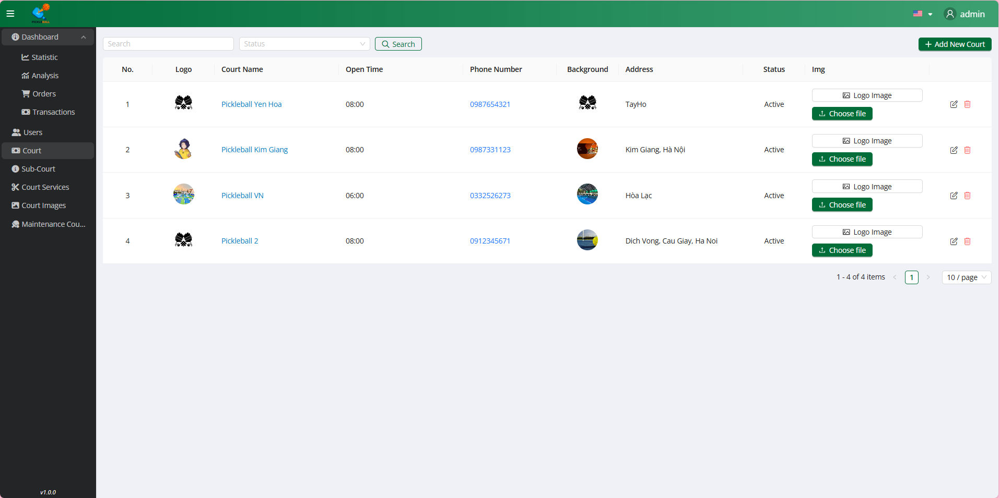 PICKLEBALL
admin
Dashboard
Statistic
Analysis
Orders
Transactions
Users
Court
Sub-Court
Court Services
Court Images
Maintenance Cou...
v1.0.0
Search Status Search Add New Court
No. Logo Court Name Open Time Phone Number Background Address Status Img
1 Pickleball Yen Hoa 08:00 0987654321 TayHo Active Logo Image
Choose file
2 Pickleball Kim Giang 08:00 0987331123 Kim Giang, Hà Nội Active Logo Image
Choose file
3 Pickleball VN 06:00 0332526273 Hòa Lạc Active Logo Image
Choose file
4 Pickleball 2 08:00 0912345671 Dich Vong, Cau Giay, Ha Noi Active Logo Image
Choose file
1 - 4 of 4 items 1 10 / page